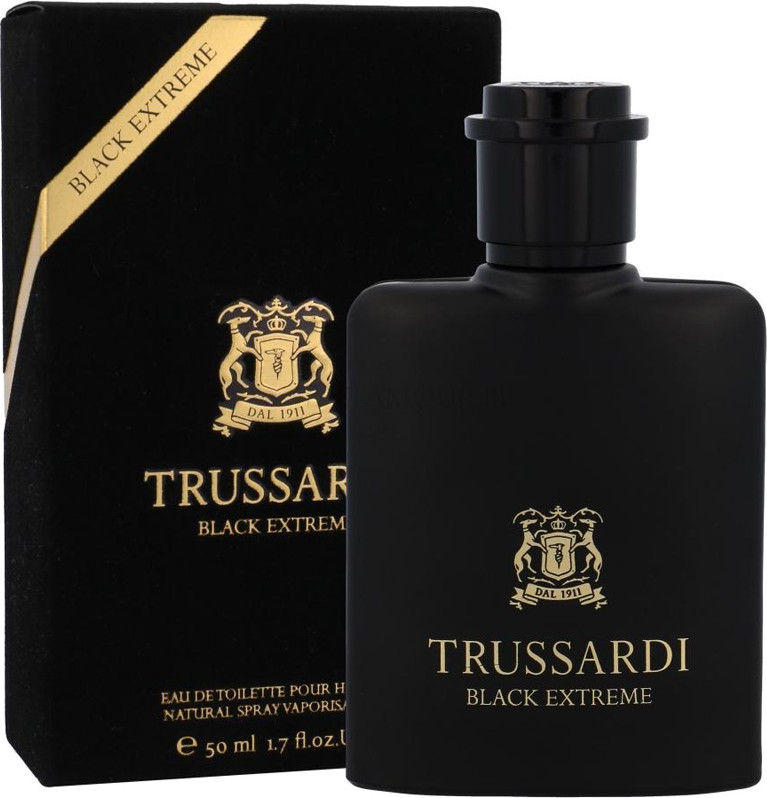 BLACK EXTREME
DAL 1911
TRUSSAR
BLACK EXTREM
EAU DE TOILETTE POUR H
NATURAL SPRAY VAPORISA
e 50 ml 1.7 fl.oz.U
DAL 1911
TRUSSARDI
BLACK EXTREME